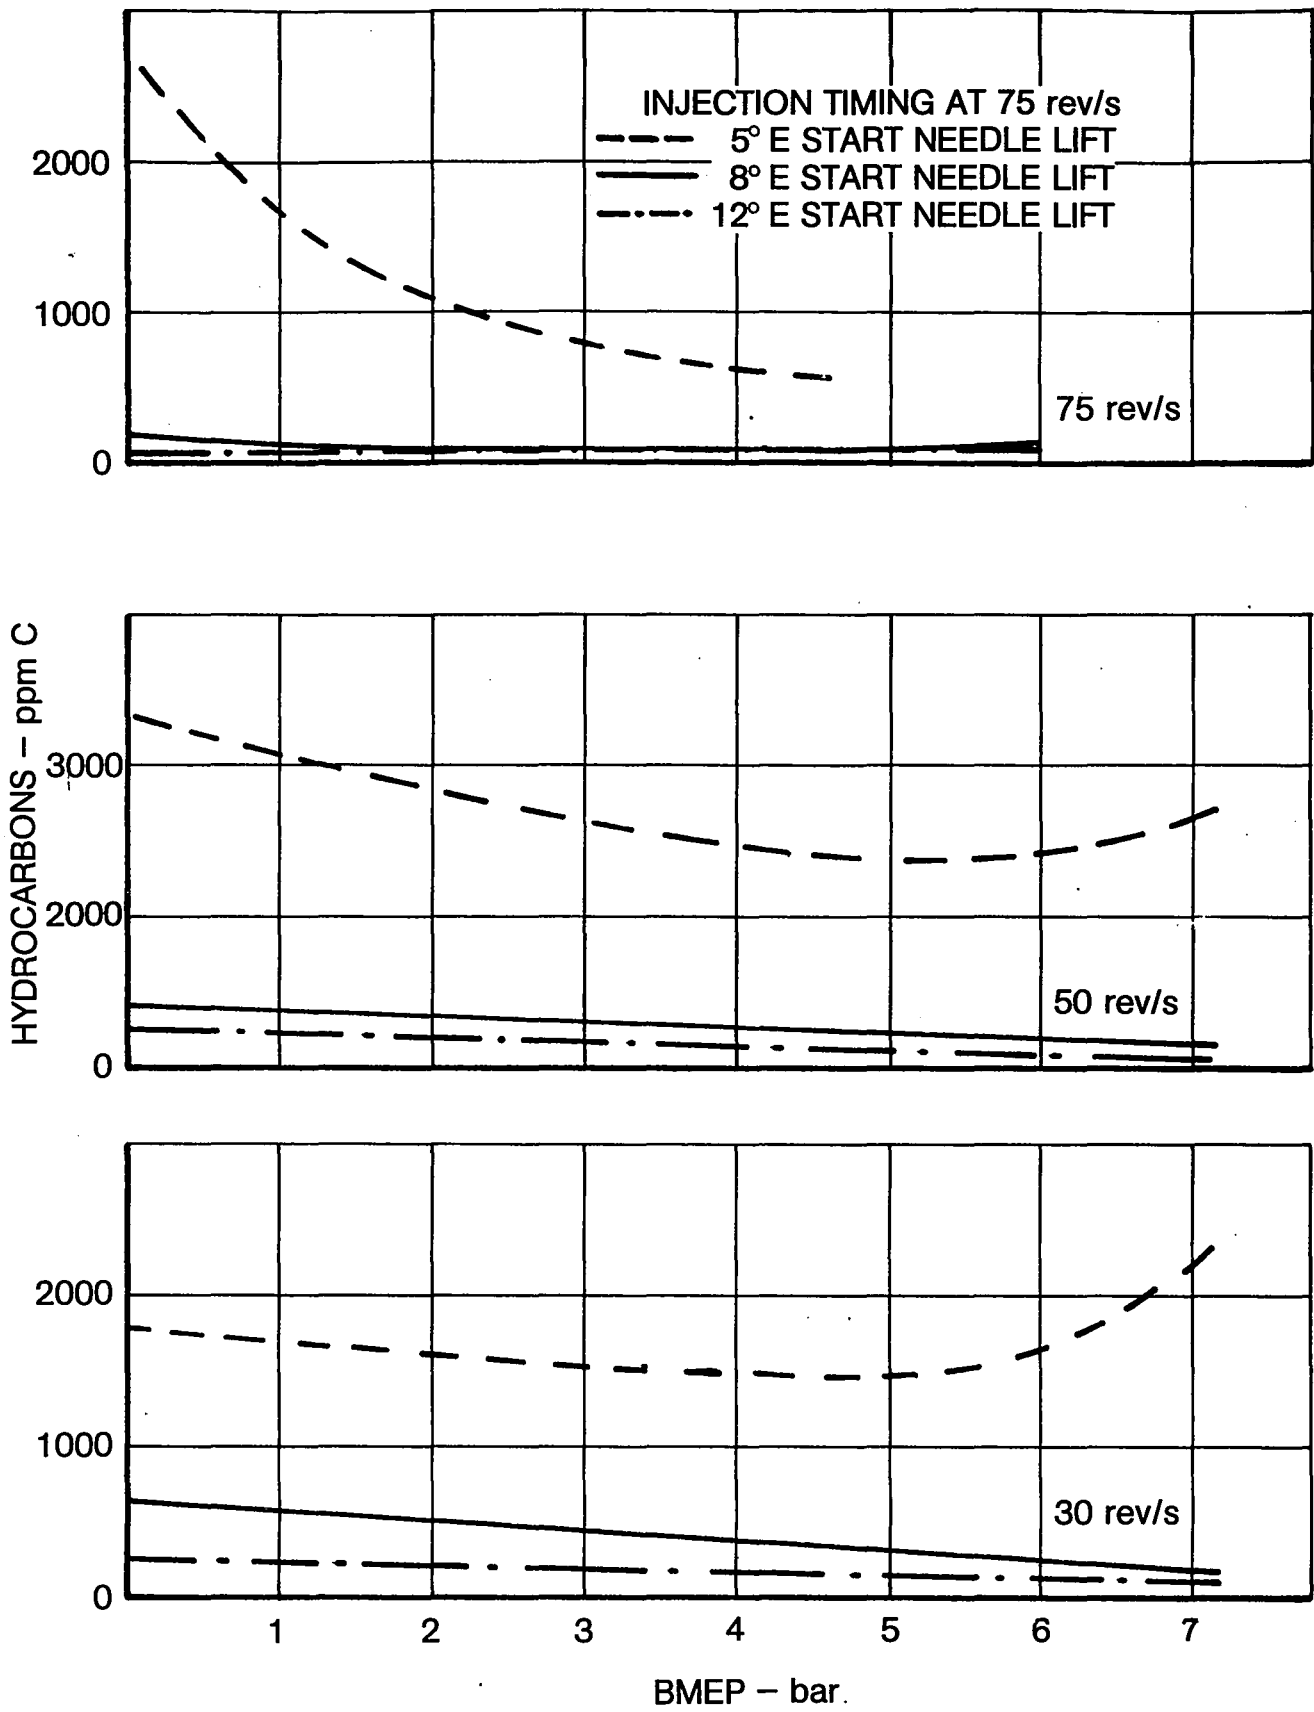 INJECTION TIMING AT 75 rev/s
5° E START NEEDLE LIFT
8° E START NEEDLE LIFT
12° E START NEEDLE LIFT
2000
1000
0
75 rev/s
HYDROCARBONS – ppm C
3000
2000
0
50 rev/s
2000
1000
0
30 rev/s
1 2 3 4 5 6 7
BMEP – bar.